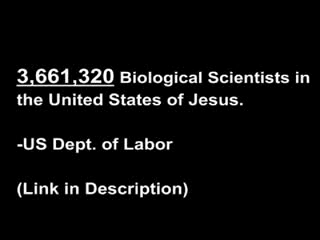 3,661,320 Biological Scientists in
the United States of Jesus.
-US Dept. of Labor
(Link in Description)